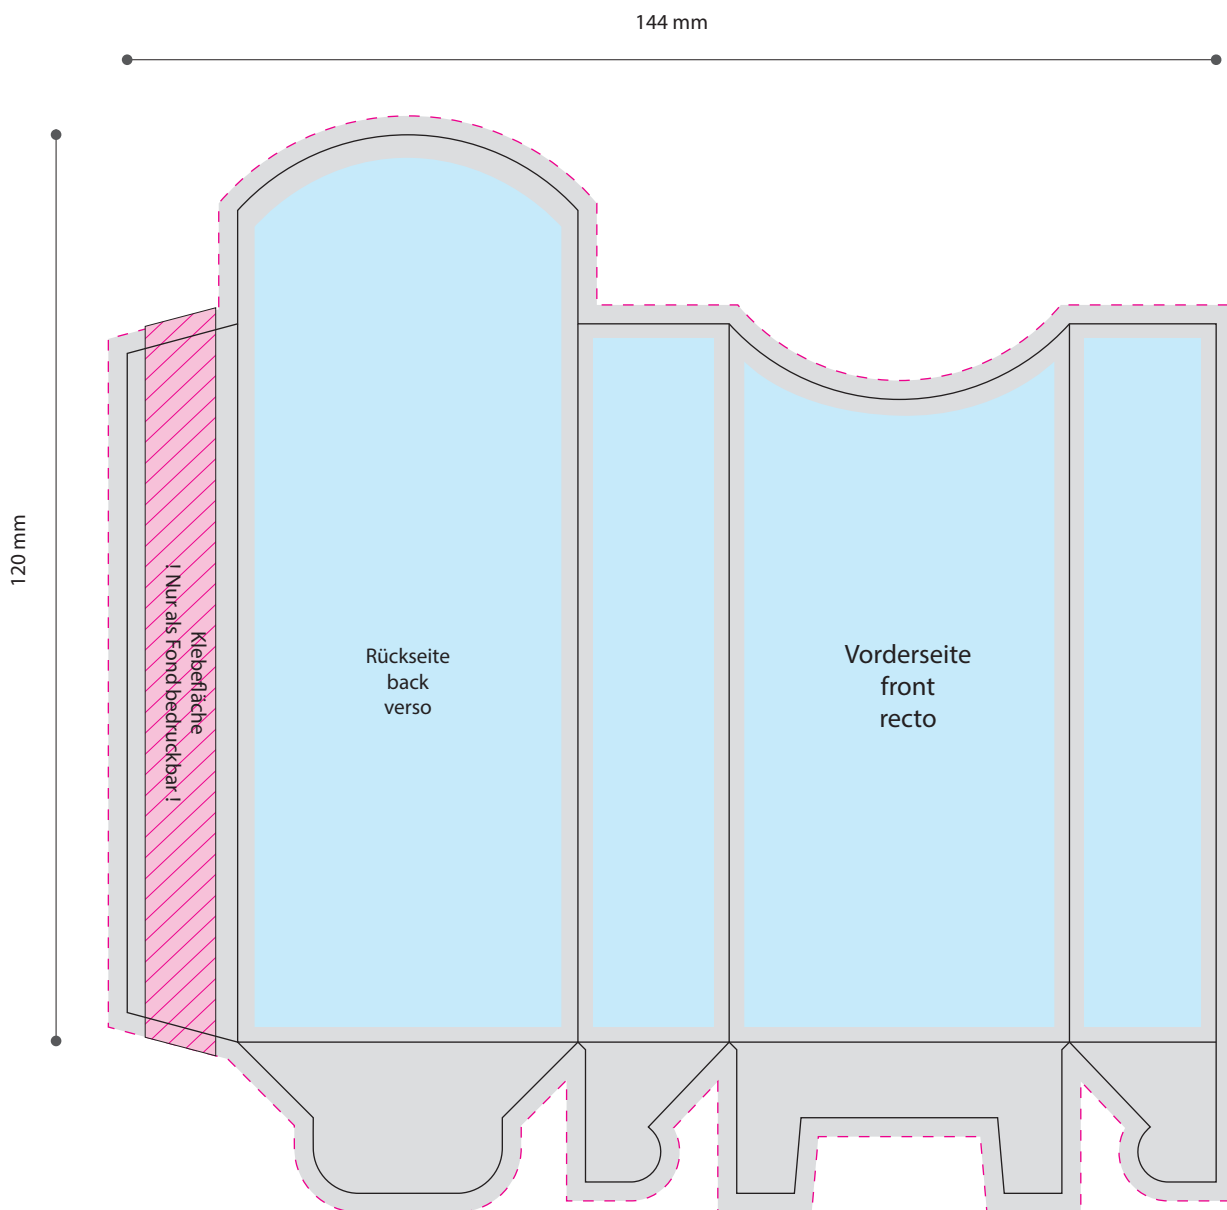 144 mm
120 mm
Klebefläche
! Nur als Fond bedruckbar !
Rückseite
back
verso
Vorderseite
front
recto